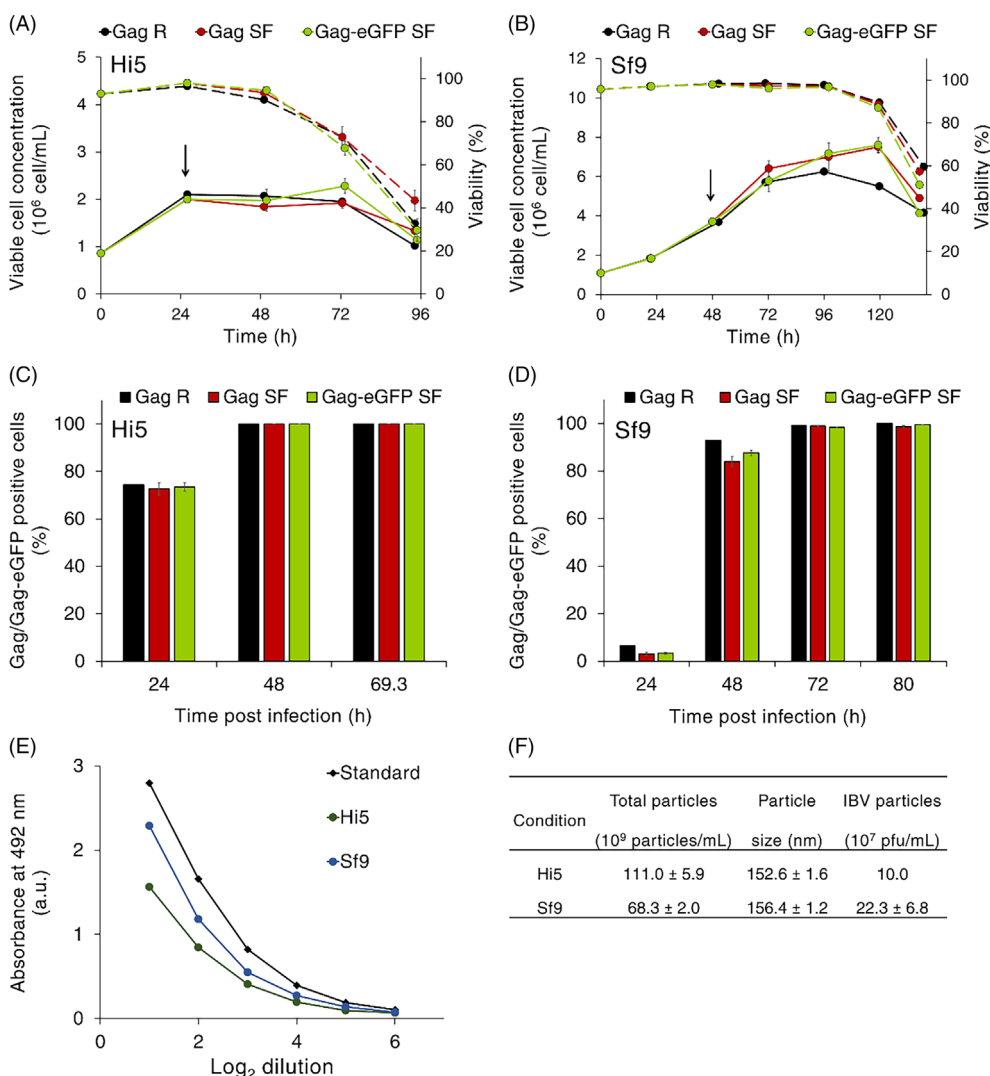 (A)
Gag R
Gag SF
Gag-eGFP SF
Hi5
Viable cell concentration
(10⁶ cell/mL)
5
4
3
2
1
0
100
80
60
40
20
0
Viability (%)
0
24
48
72
96
Time (h)
(B)
Gag R
Gag SF
Gag-eGFP SF
Sf9
Viable cell concentration
(10⁶ cell/mL)
12
10
8
6
4
2
0
100
80
60
40
20
0
Viability (%)
0
24
48
72
96
120
Time (h)
(C)
Gag R
Gag SF
Gag-eGFP SF
Hi5
Gag/Gag-eGFP positive cells
(%)
100
80
60
40
20
0
24
48
69.3
Time post infection (h)
(D)
Gag R
Gag SF
Gag-eGFP SF
Sf9
Gag/Gag-eGFP positive cells
(%)
100
80
60
40
20
0
24
48
72
80
Time post infection (h)
(E)
Standard
Hi5
Sf9
Absorbance at 492 nm
(a.u.)
3
2
1
0
0
2
4
6
Log₂ dilution
(F)
Condition
Total particles
(10⁹ particles/mL)
Particle
size (nm)
IBV particles
(10⁷ pfu/mL)
Hi5 111.0 ± 5.9 152.6 ± 1.6 10.0
Sf9 68.3 ± 2.0 156.4 ± 1.2 22.3 ± 6.8